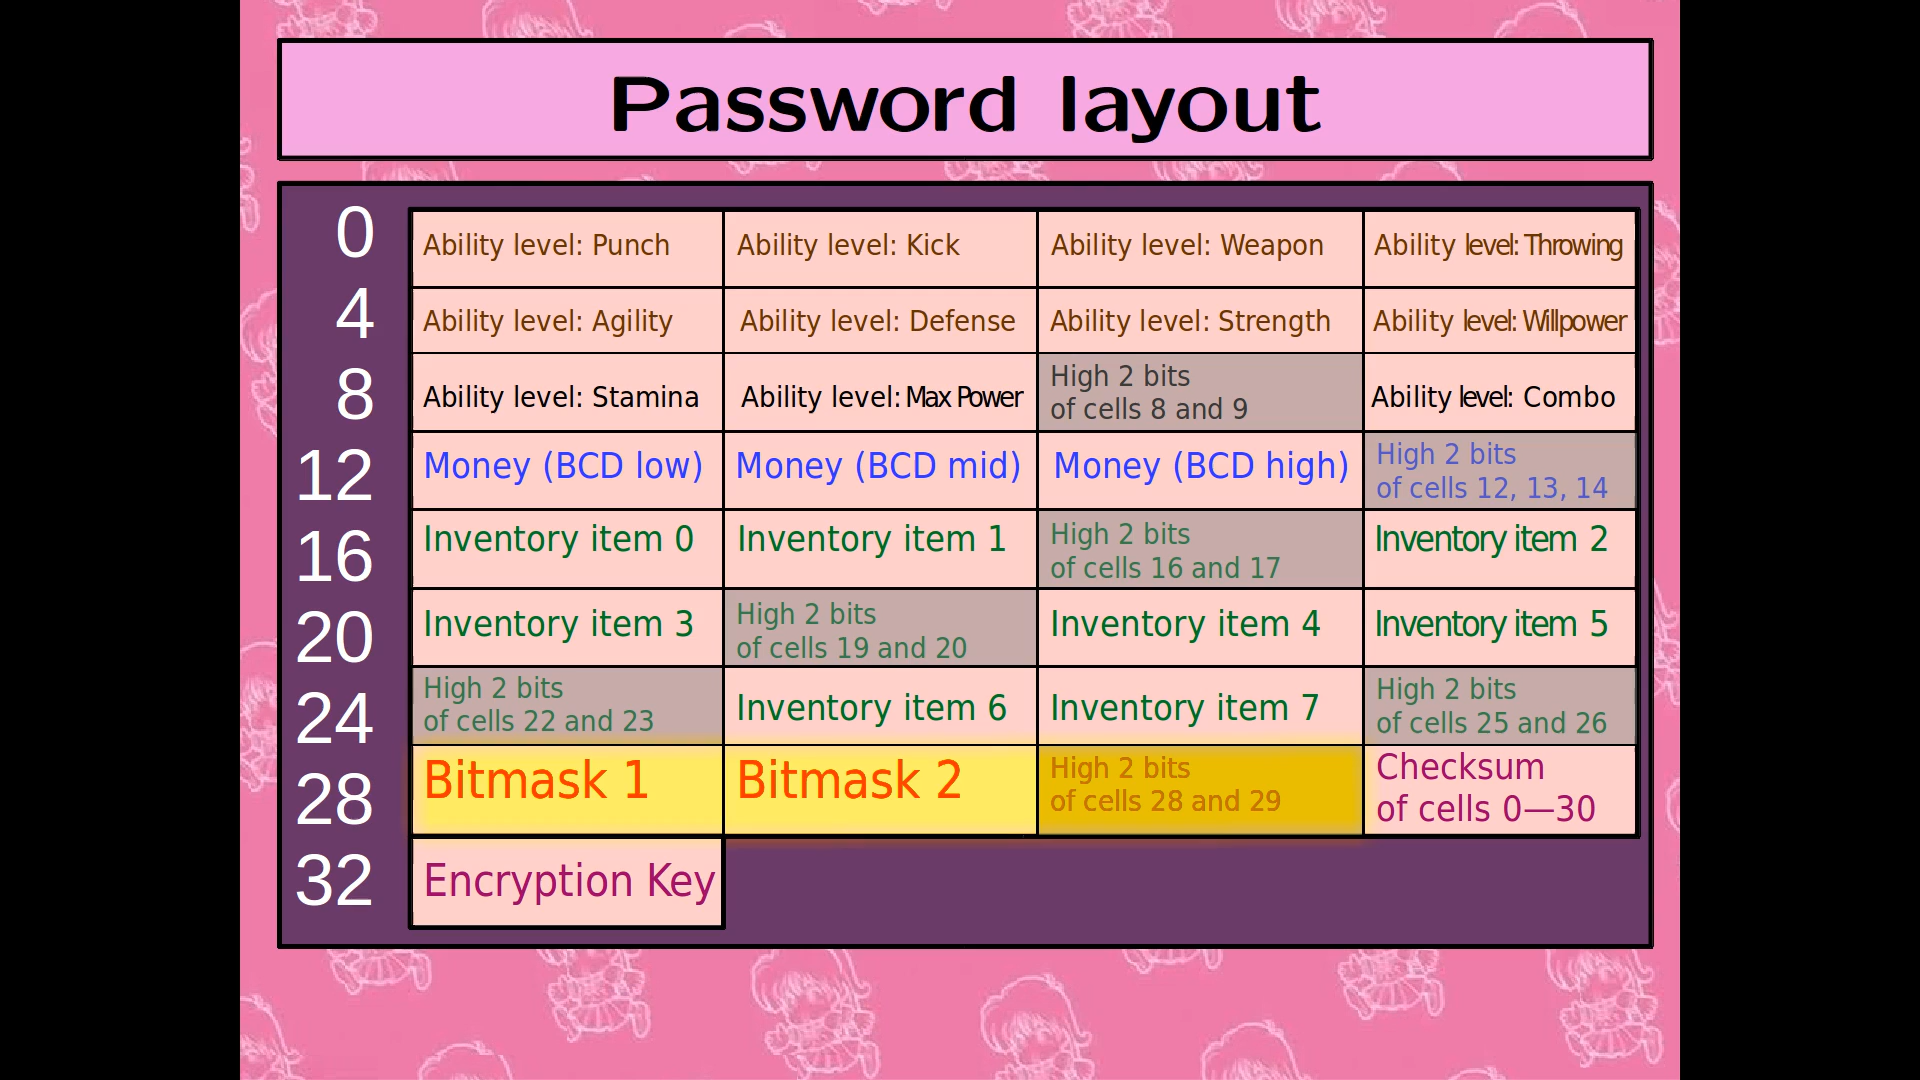 Password layout
0
Ability level: Punch
Ability level: Kick
Ability level: Weapon
Ability level: Throwing
4
Ability level: Agility
Ability level: Defense
Ability level: Strength
Ability level: Willpower
8
Ability level: Stamina
Ability level: Max Power
High 2 bits
of cells 8 and 9
Ability level: Combo
12
Money (BCD low)
Money (BCD mid)
Money (BCD high)
High 2 bits
of cells 12, 13, 14
16
Inventory item 0
Inventory item 1
High 2 bits
of cells 16 and 17
Inventory item 2
20
Inventory item 3
High 2 bits
of cells 19 and 20
Inventory item 4
Inventory item 5
24
High 2 bits
of cells 22 and 23
Inventory item 6
Inventory item 7
High 2 bits
of cells 25 and 26
28
Bitmask 1
Bitmask 2
High 2 bits
of cells 28 and 29
Checksum
of cells 0—30
32
Encryption Key